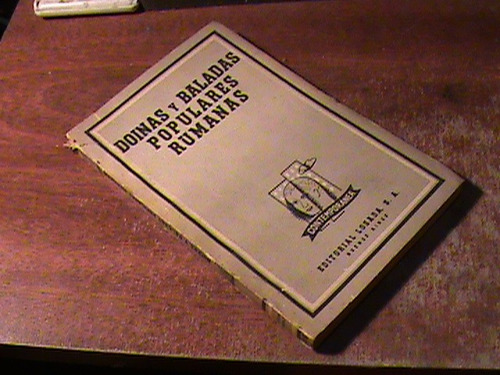 DOINAS Y BALADAS
POPULARES
RUMANAS
CONTEMPORANEA
EDITORIAL LOSADA, S. A.
BUENOS AIRES